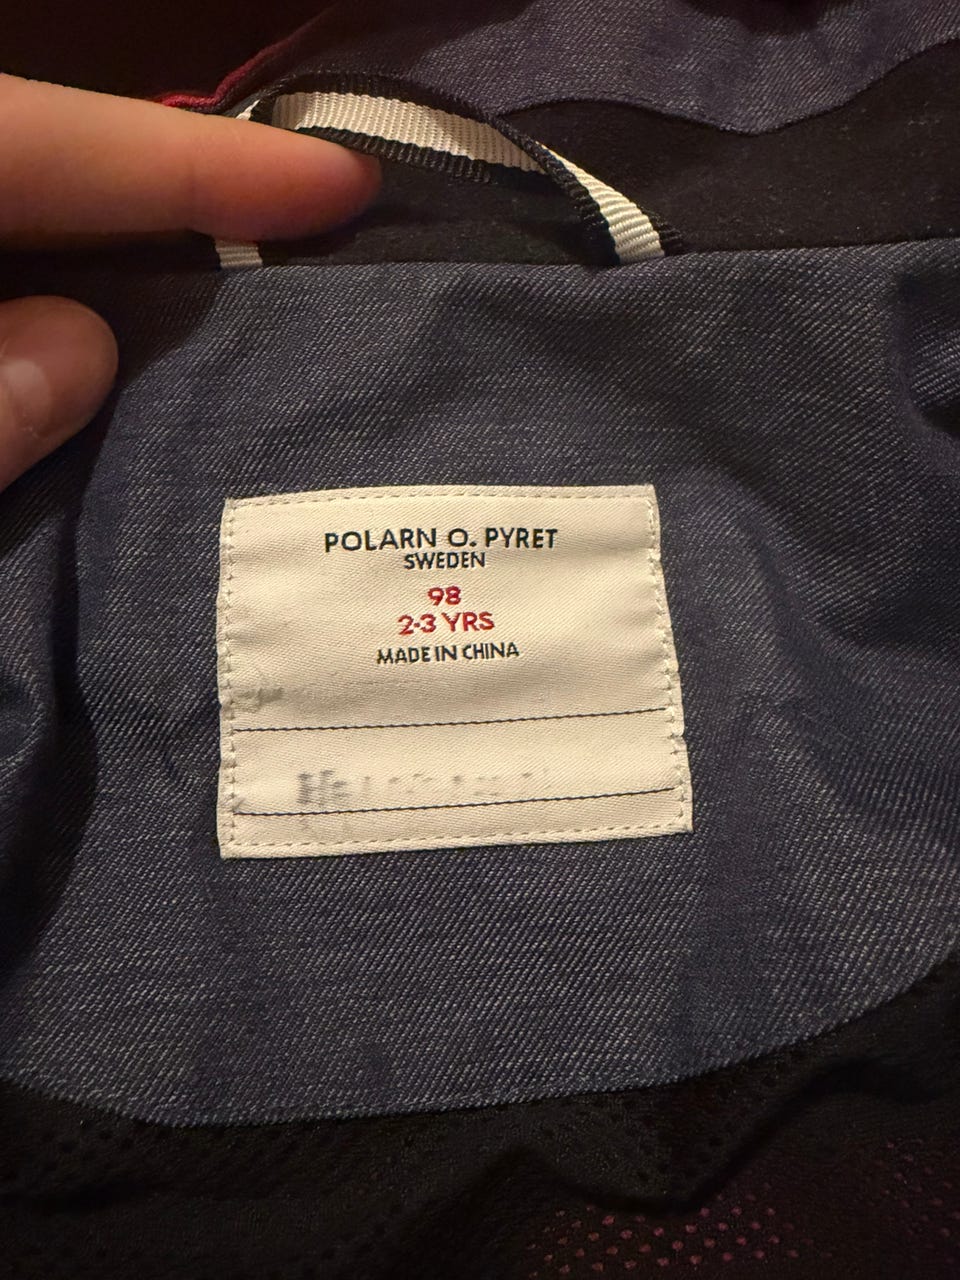 POLARN O. PYRET
SWEDEN
98
2-3 YRS
MADE IN CHINA